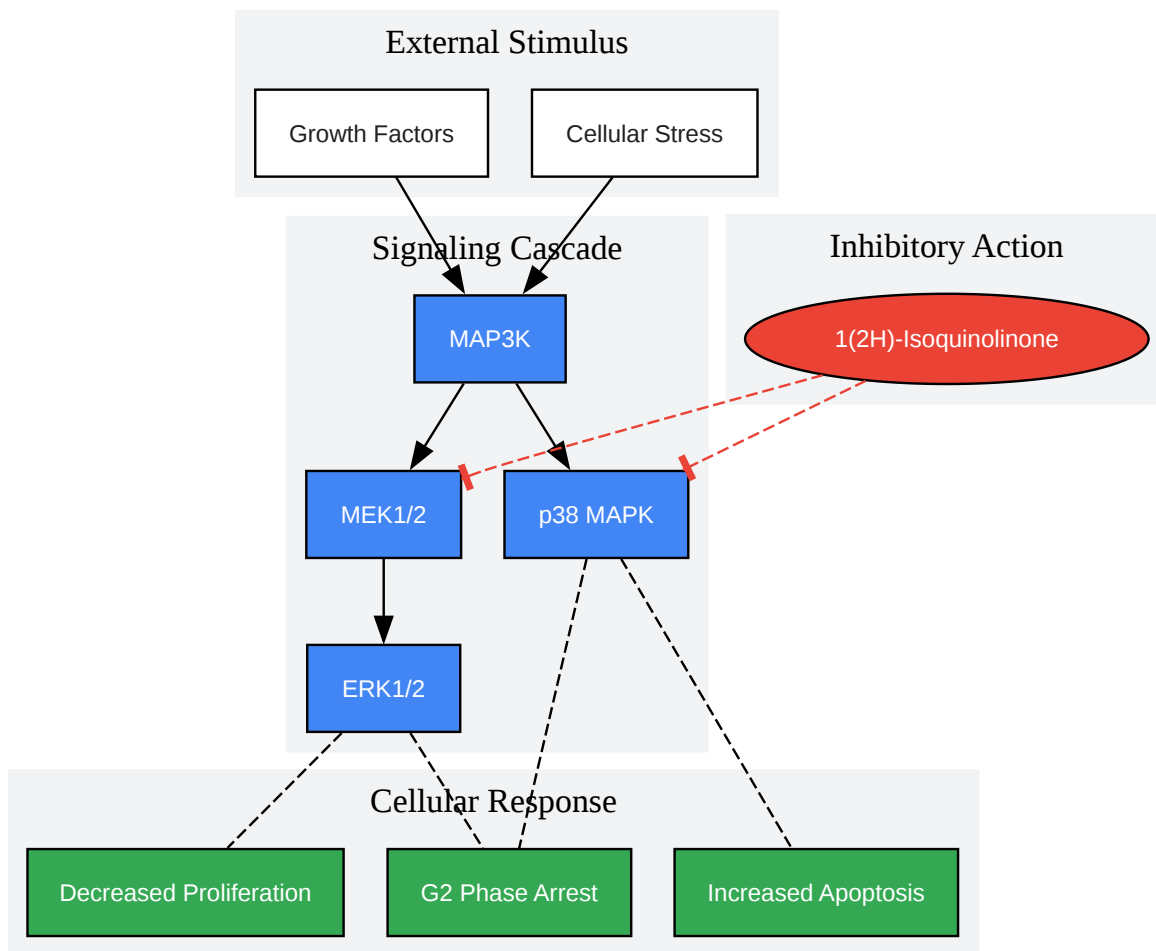 External Stimulus
Growth Factors
Cellular Stress
Signaling Cascade
Inhibitory Action
MAP3K
1(2H)-Isoquinolinone
MEK1/2
p38 MAPK
ERK1/2
Cellular Response
Decreased Proliferation
G2 Phase Arrest
Increased Apoptosis